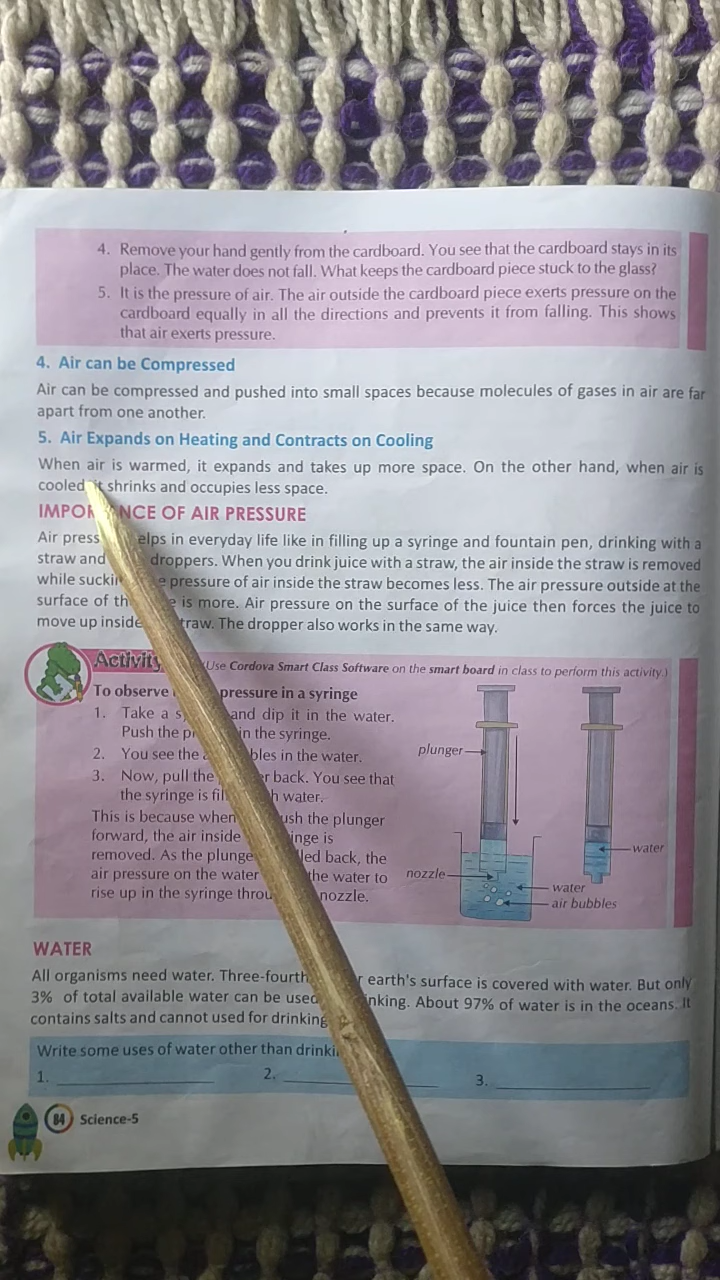 4. Remove your hand gently from the cardboard. You see that the cardboard stays in its
place. The water does not fall. What keeps the cardboard piece stuck to the glass?
5. It is the pressure of air. The air outside the cardboard piece exerts pressure on the
cardboard equally in all the directions and prevents it from falling. This shows
that air exerts pressure.
4. Air can be Compressed
Air can be compressed and pushed into small spaces because molecules of gases in air are far
apart from one another.
5. Air Expands on Heating and Contracts on Cooling
When air is warmed, it expands and takes up more space. On the other hand, when air is
cooled it shrinks and occupies less space.
IMPOR NCE OF AIR PRESSURE
Air press elps in everyday life like in filling up a syringe and fountain pen, drinking with a
straw and droppers. When you drink juice with a straw, the air inside the straw is removed
while suckin e pressure of air inside the straw becomes less. The air pressure outside at the
surface of th e is more. Air pressure on the surface of the juice then forces the juice to
move up inside traw. The dropper also works in the same way.
Activity (Use Cordova Smart Class Software on the smart board in class to perform this activity.)
To observe pressure in a syringe
1. Take a s and dip it in the water.
Push the p in the syringe.
2. You see the bles in the water.
3. Now, pull the r back. You see that
the syringe is fil h water.
This is because when ush the plunger
forward, the air inside inge is
removed. As the plunge led back, the
air pressure on the water the water to
rise up in the syringe throu nozzle.
plunger
nozzle
water
water
air bubbles
WATER
All organisms need water. Three-fourth r earth's surface is covered with water. But only
3% of total available water can be used nking. About 97% of water is in the oceans. It
contains salts and cannot used for drinking
Write some uses of water other than drinki
1. 2. 3.
84 Science-5